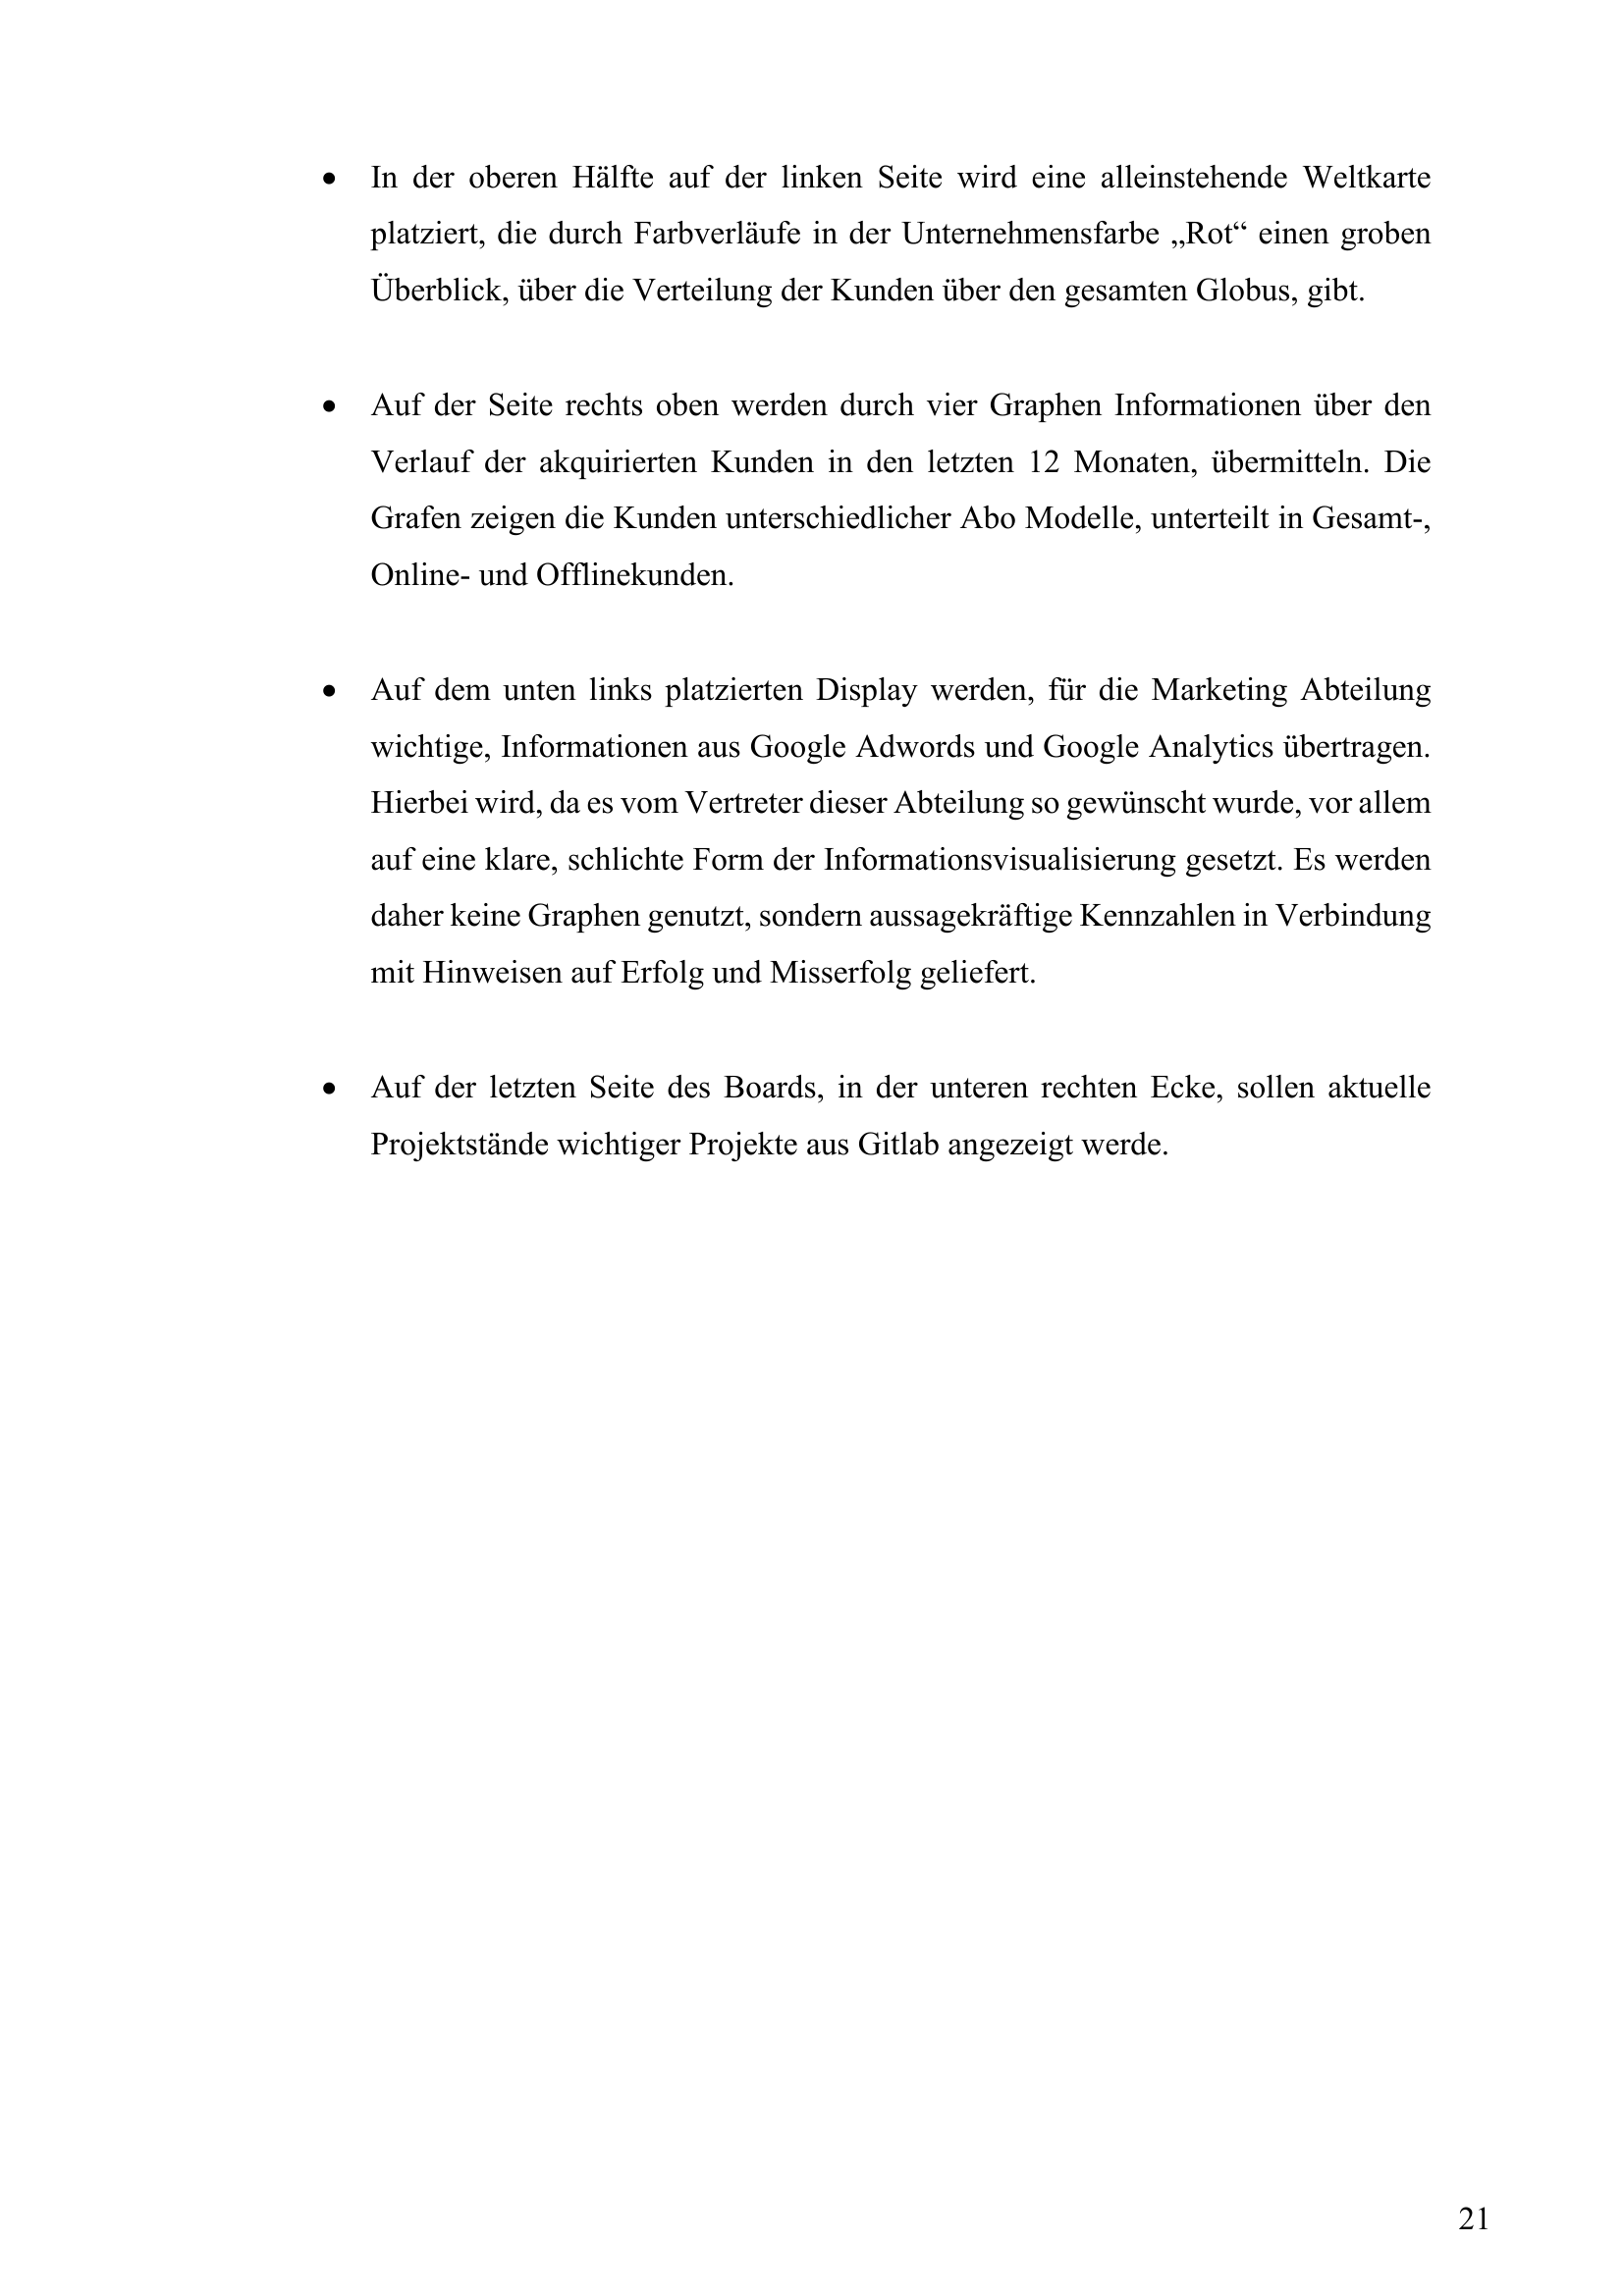 • In der oberen Hälfte auf der linken Seite wird eine alleinstehende Weltkarte
platziert, die durch Farbverläufe in der Unternehmensfarbe „Rot“ einen groben
Überblick, über die Verteilung der Kunden über den gesamten Globus, gibt.
• Auf der Seite rechts oben werden durch vier Graphen Informationen über den
Verlauf der akquirierten Kunden in den letzten 12 Monaten, übermitteln. Die
Grafen zeigen die Kunden unterschiedlicher Abo Modelle, unterteilt in Gesamt-,
Online- und Offlinekunden.
• Auf dem unten links platzierten Display werden, für die Marketing Abteilung
wichtige, Informationen aus Google Adwords und Google Analytics übertragen.
Hierbei wird, da es vom Vertreter dieser Abteilung so gewünscht wurde, vor allem
auf eine klare, schlichte Form der Informationsvisualisierung gesetzt. Es werden
daher keine Graphen genutzt, sondern aussagekräftige Kennzahlen in Verbindung
mit Hinweisen auf Erfolg und Misserfolg geliefert.
• Auf der letzten Seite des Boards, in der unteren rechten Ecke, sollen aktuelle
Projektstände wichtiger Projekte aus Gitlab angezeigt werde.
21